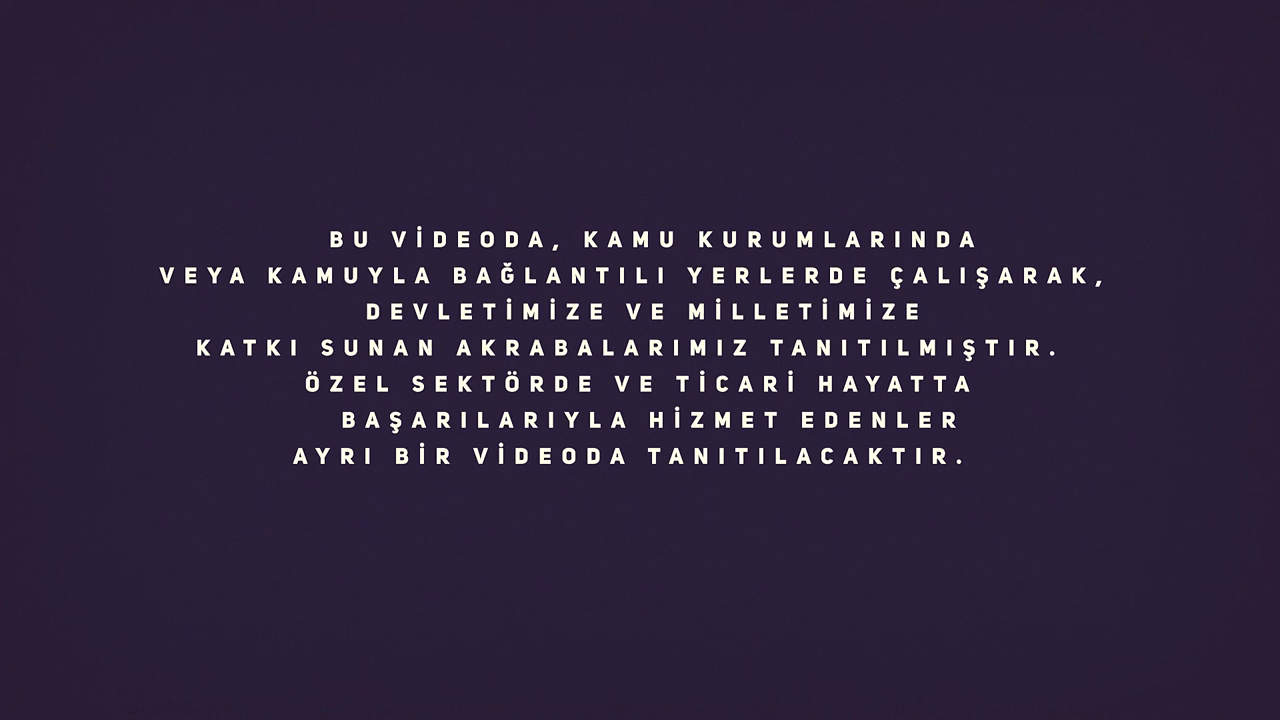 BU VİDEODA, KAMU KURUMLARINDA
VEYA KAMUYLA BAĞLANTILI YERLERDE ÇALIŞARAK,
DEVLETİMİZE VE MİLLETİMİZE
KATKI SUNAN AKRABALARIMIZ TANITILMIŞTIR.
ÖZEL SEKTÖRDE VE TİCARİ HAYATTA
BAŞARILARIYLA HİZMET EDENLER
AYRI BİR VİDEODA TANITILACAKTIR.